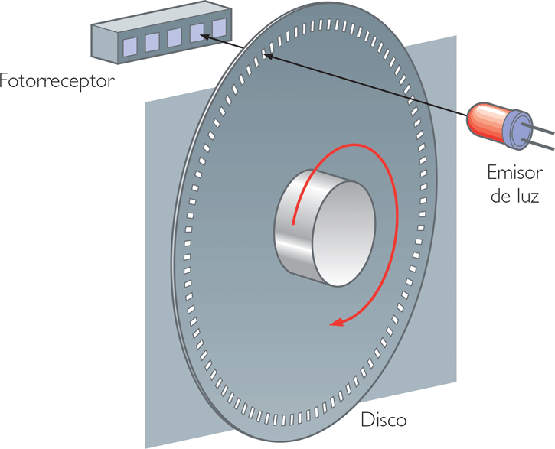 Fotorreceptor
Emisor
de luz
Disco